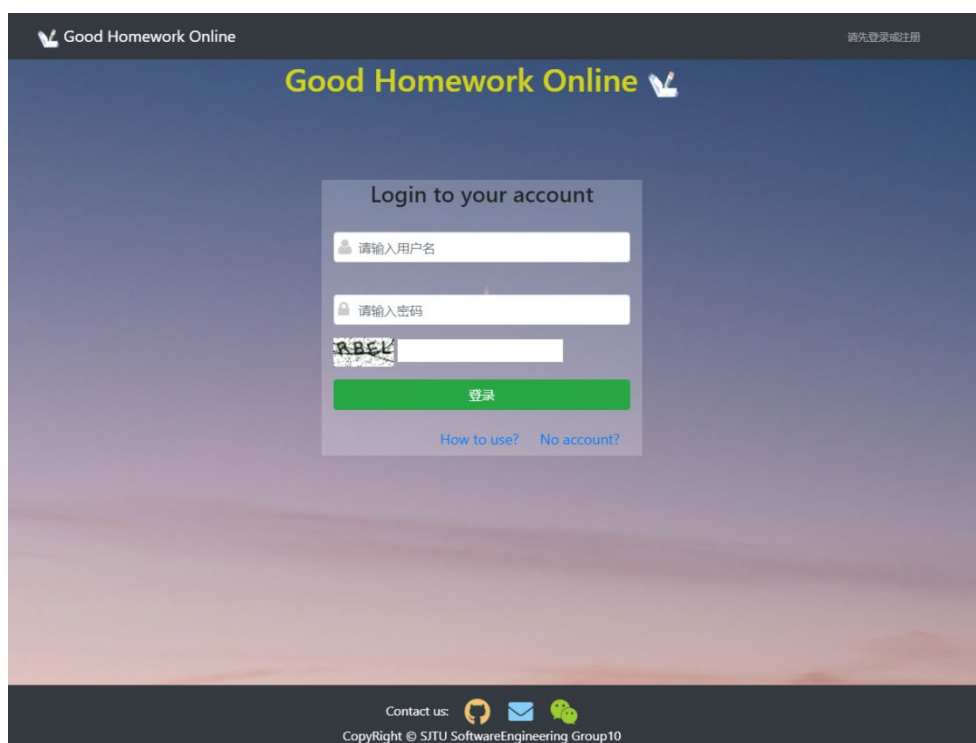 Good Homework Online
请先登录或注册
Good Homework Online
Login to your account
请输入用户名
请输入密码
RBEL
登录
How to use? No account?
Contact us:
CopyRight © SJTU SoftwareEngineering Group10